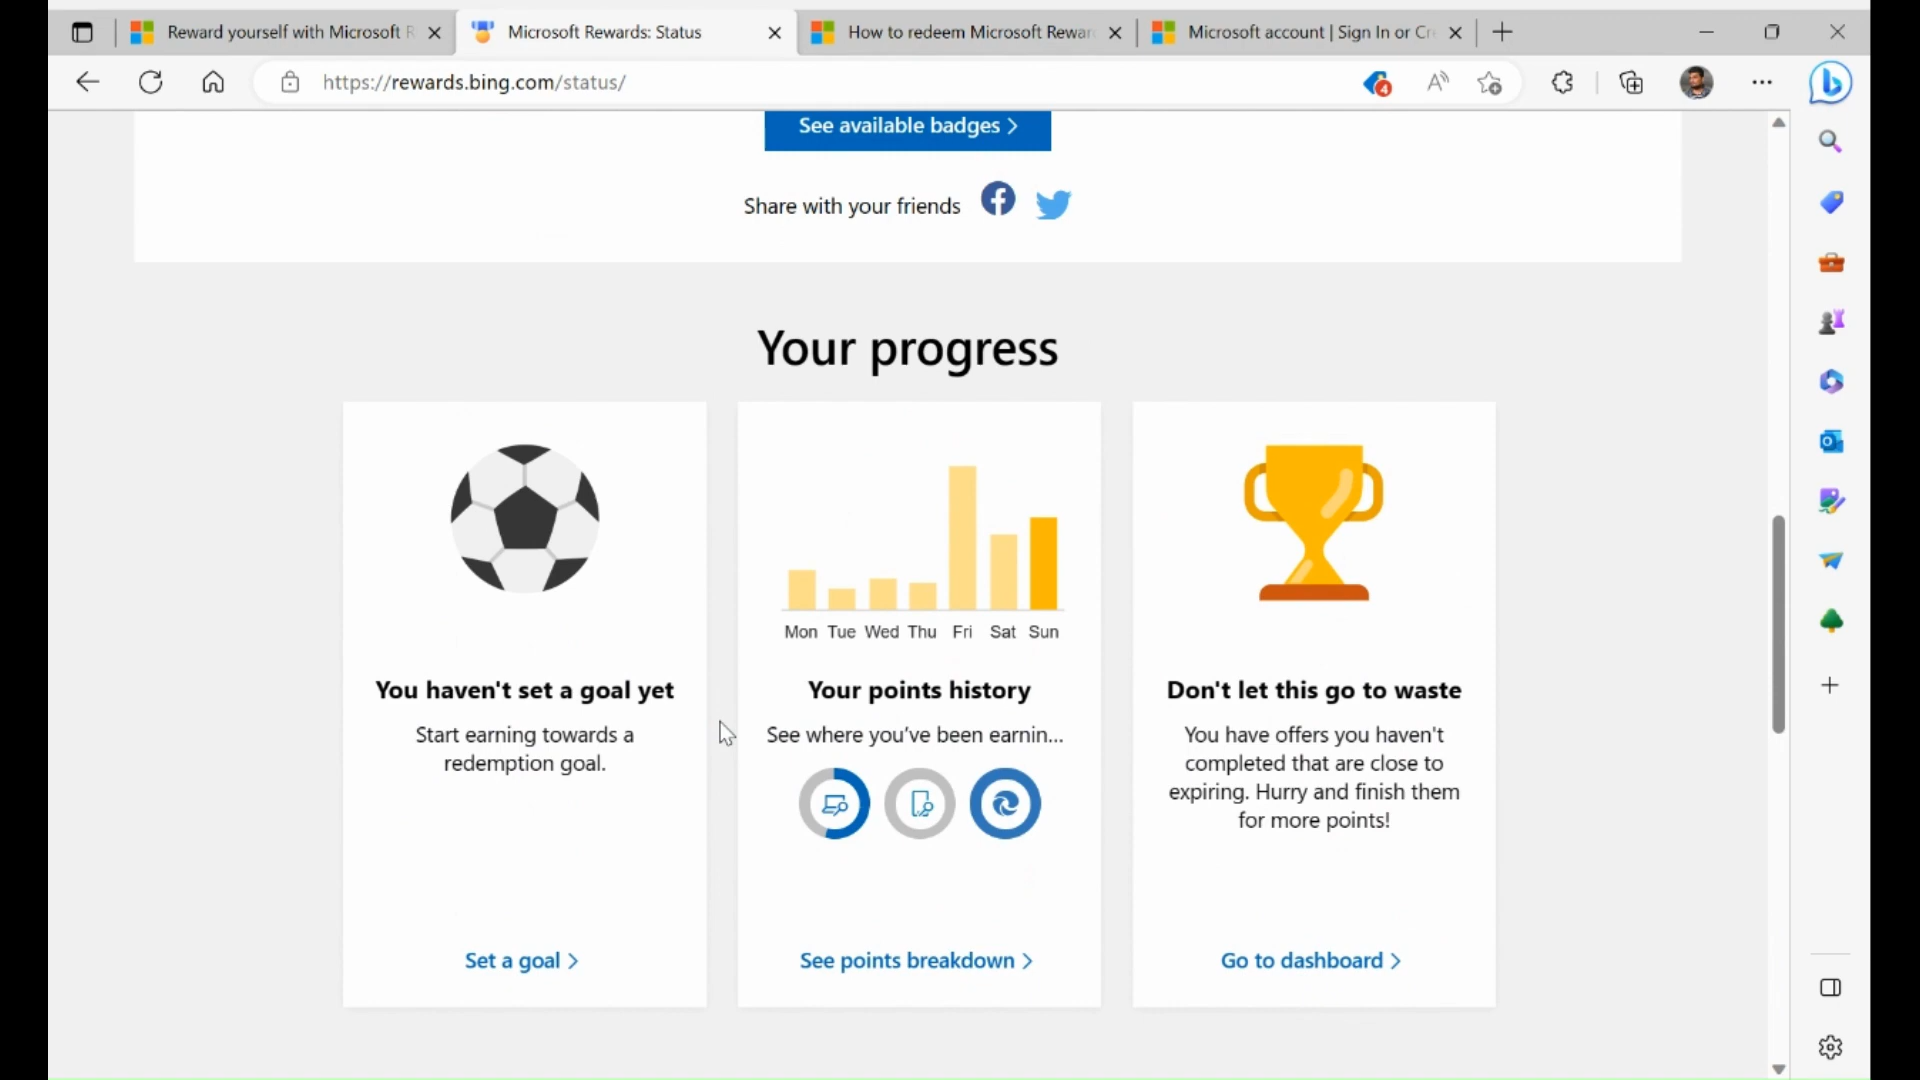 Reward yourself with Microsoft R
Microsoft Rewards: Status
How to redeem Microsoft Rewar
Microsoft account | Sign In or Cr
https://rewards.bing.com/status/
4
See available badges >
Share with your friends
Your progress
Mon Tue Wed Thu Fri Sat Sun
You haven't set a goal yet
Start earning towards a
redemption goal.
Set a goal >
Your points history
See where you've been earnin...
See points breakdown >
Don't let this go to waste
You have offers you haven't
completed that are close to
expiring. Hurry and finish them
for more points!
Go to dashboard >